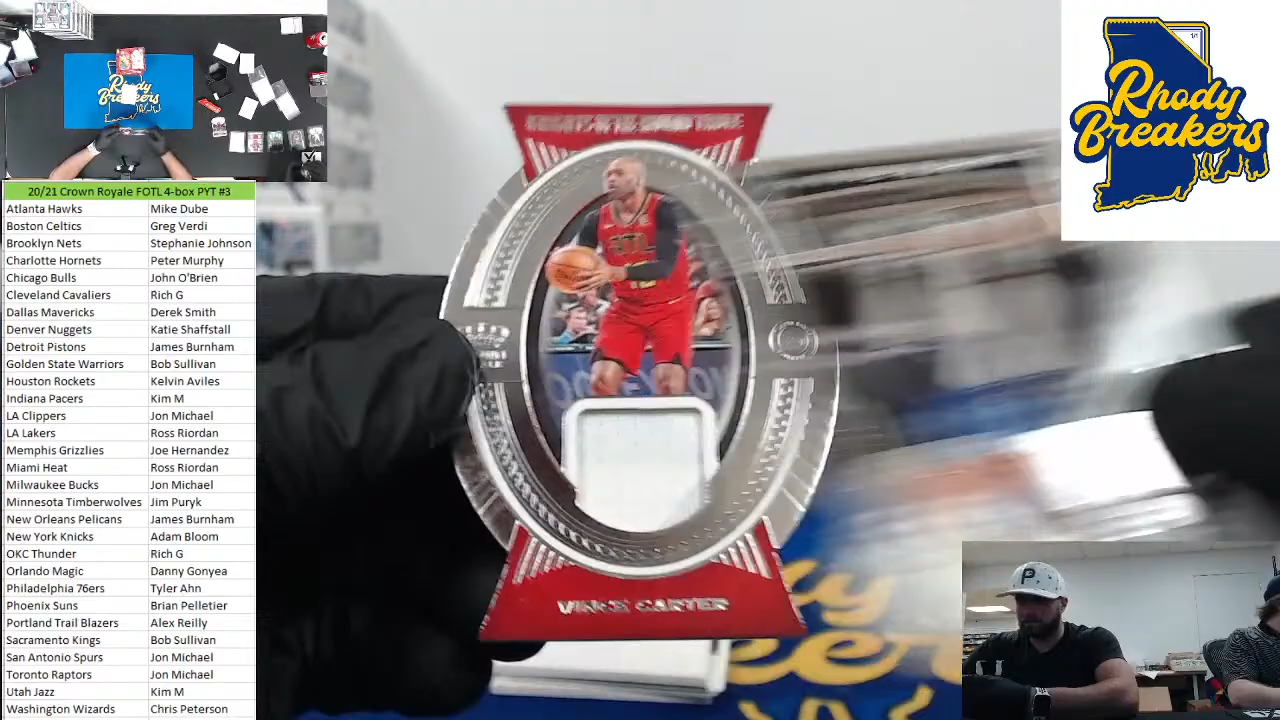 20/21 Crown Royale FOTL 4-box PYT #3
Atlanta Hawks Mike Dube
Boston Celtics Greg Verdi
Brooklyn Nets Stephanie Johnson
Charlotte Hornets Peter Murphy
Chicago Bulls John O'Brien
Cleveland Cavaliers Rich G
Dallas Mavericks Derek Smith
Denver Nuggets Katie Shaffstall
Detroit Pistons James Burnham
Golden State Warriors Bob Sullivan
Houston Rockets Kelvin Aviles
Indiana Pacers Kim M
LA Clippers Jon Michael
LA Lakers Ross Riordan
Memphis Grizzlies Joe Hernandez
Miami Heat Ross Riordan
Milwaukee Bucks Jon Michael
Minnesota Timberwolves Jim Puryk
New Orleans Pelicans James Burnham
New York Knicks Adam Bloom
OKC Thunder Rich G
Orlando Magic Danny Gonyea
Philadelphia 76ers Tyler Ahn
Phoenix Suns Brian Pelletier
Portland Trail Blazers Alex Reilly
Sacramento Kings Bob Sullivan
San Antonio Spurs Jon Michael
Toronto Raptors Jon Michael
Utah Jazz Kim M
Washington Wizards Chris Peterson
Rhody
Breakers
ATL
VINCE CARTER
Rhody
Breakers
1/1
P